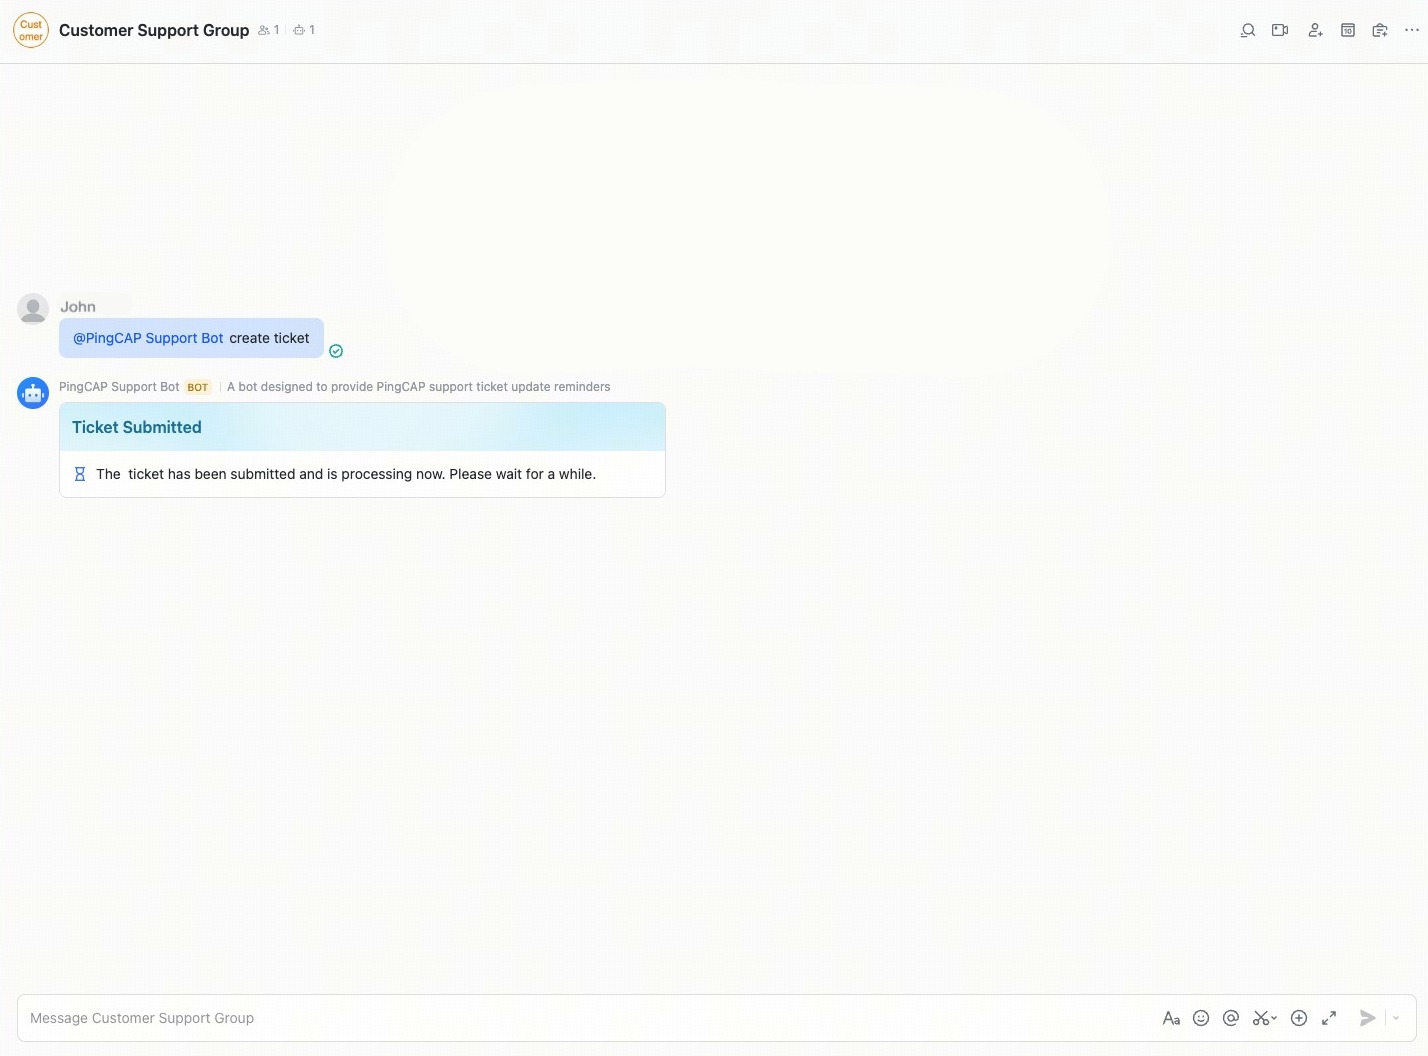 Cust
omer
Customer Support Group 1 1
10
John
@PingCAP Support Bot create ticket
PingCAP Support Bot BOT A bot designed to provide PingCAP support ticket update reminders
Ticket Submitted
The ticket has been submitted and is processing now. Please wait for a while.
Message Customer Support Group
Aa